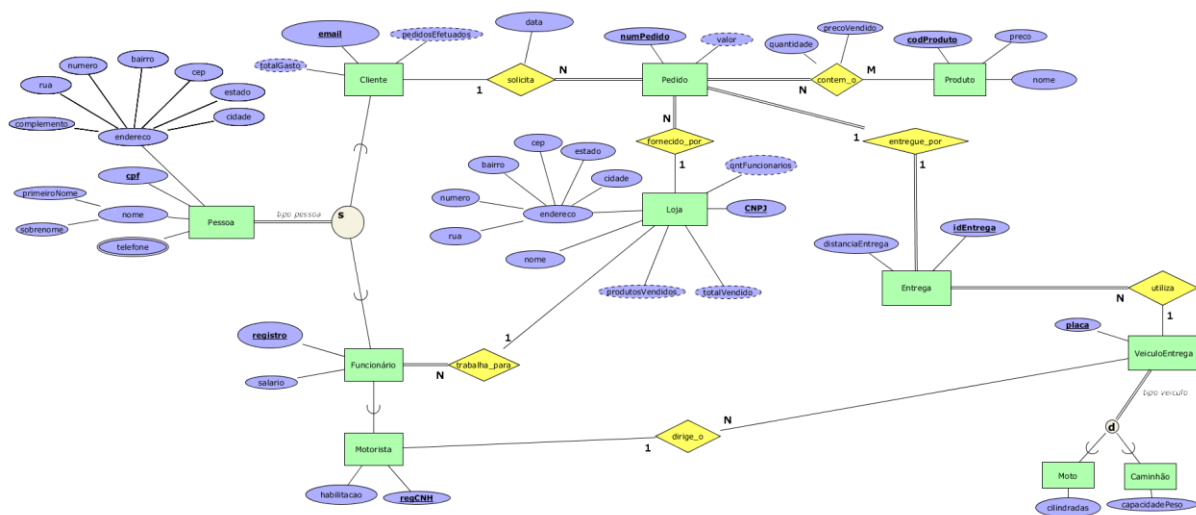 data
email
pedidosEfetuados
totalGasto
Cliente
solicita
1
N
numPedido
valor
Pedido
quantidade
precoVendido
contem_o
N
M
codProduto
preco
nome
Produto
numero
bairro
cep
rua
estado
complemento
cidade
endereco
cpf
primeiroNome
nome
sobrenome
telefone
Pessoa
tipo pessoa
s
N
fornecido_por
1
1
entregue_por
1
cep
estado
bairro
cidade
numero
endereco
rua
nome
qntFuncionarios
CNPJ
Loja
produtosVendidos
totalVendido
distanciaEntrega
idEntrega
Entrega
N
utiliza
1
placa
VeiculoEntrega
tipo veiculo
d
Moto
Caminhão
cilindradas
capacidadePeso
registro
salario
Funcionário
N
trabalha_para
1
Motorista
habilitacao
regCNH
1
dirige_o
N